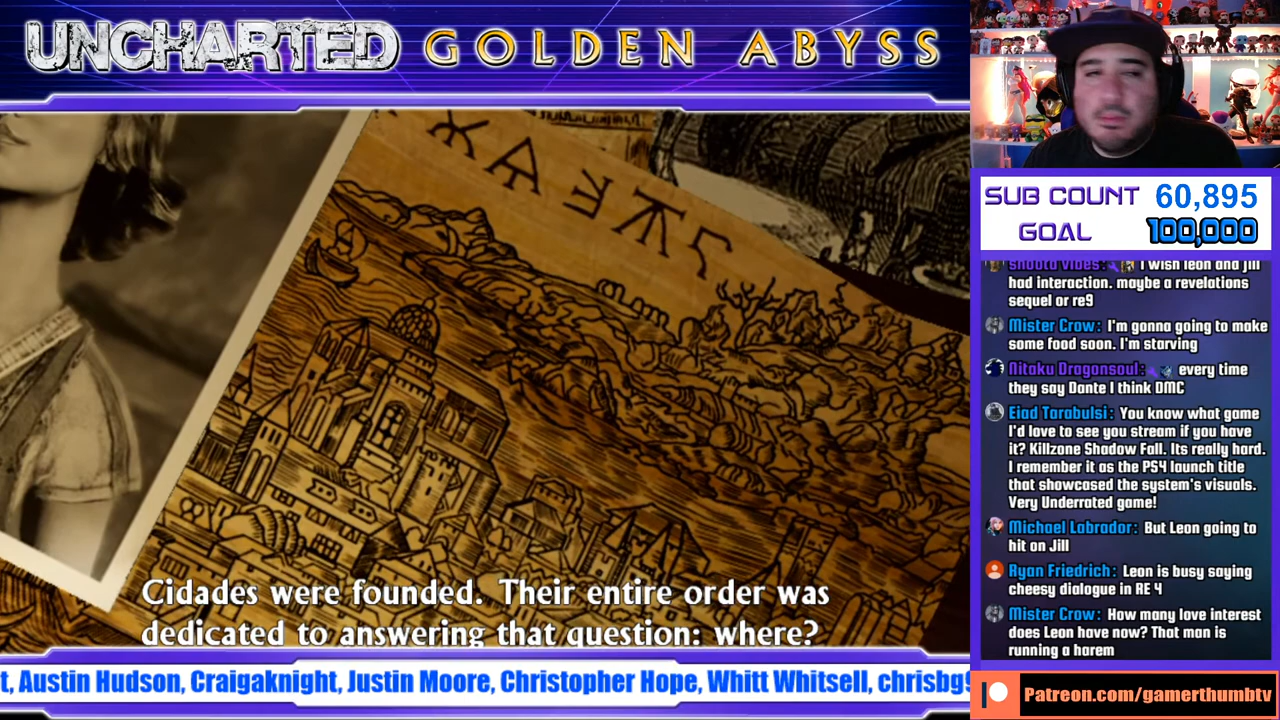 UNCHARTED GOLDEN ABYSS
Cidades were founded. Their entire order was
dedicated to answering that question: where?
t, Austin Hudson, Craigaknight, Justin Moore, Christopher Hope, Whitt Whitsell, chrisbg9
SUB COUNT 60,895
GOAL 100,000
Shoota Vibes: I wish leon and jill
had interaction. maybe a revelations
sequel or re9
Mister Crow: I'm gonna going to make
some food soon. I'm starving
Nitaku Dragonsoul: every time
they say Dante I think DMC
Eiad Tarabulsi: You know what game
I'd love to see you stream if you have
it? Killzone Shadow Fall. Its really hard.
I remember it as the PS4 launch title
that showcased the system's visuals.
Very Underrated game!
Michael Labrador: But Leon going to
hit on Jill
Ryan Friedrich: Leon is busy saying
cheesy dialogue in RE 4
Mister Crow: How many love interest
does Leon have now? That man is
running a harem
Patreon.com/gamerthumbtv